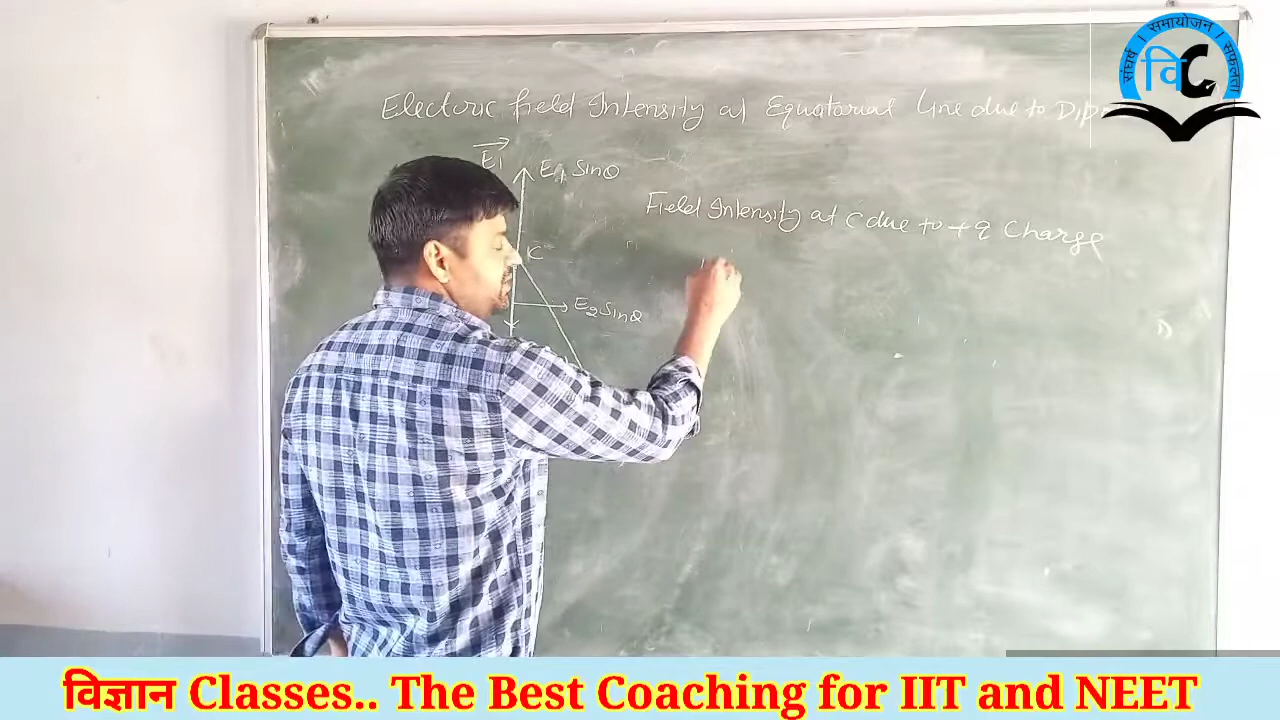 Electric field Intensity at Equatorial line due to Dip
E1
E1 Sinθ
Field Intensity at C due to +q Charge
C
E2 Sinθ
संघर्ष । समायोजन । सफलता
वि C
विज्ञान Classes.. The Best Coaching for IIT and NEET